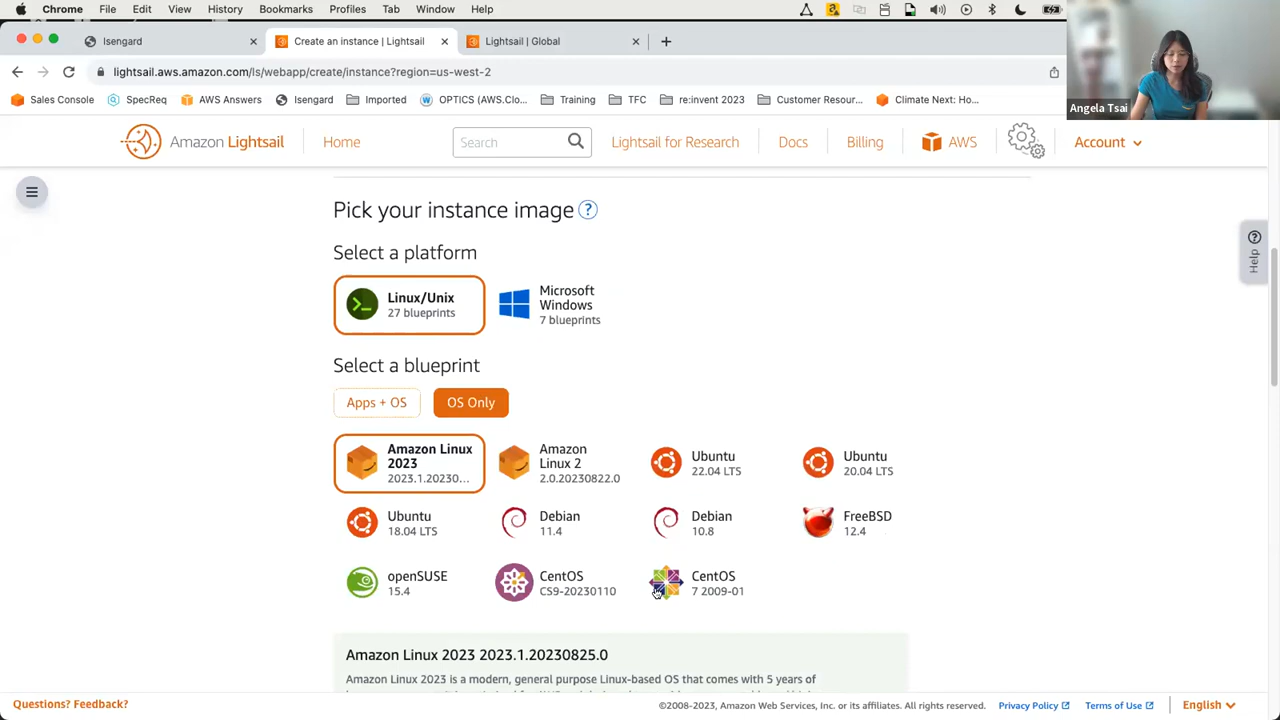 Chrome File Edit View History Bookmarks Profiles Tab Window Help
Isengard
Create an instance | Lightsail
Lightsail | Global
lightsail.aws.amazon.com/ls/webapp/create/instance?region=us-west-2
Sales Console SpecReq AWS Answers Isengard Imported OPTICS (AWS.Clo... Training TFC re:invent 2023 Customer Resour... Climate Next: Ho...
Angela Tsai
Amazon Lightsail Home Search Lightsail for Research Docs Billing AWS Account
Pick your instance image ?
Select a platform
Linux/Unix
27 blueprints
Microsoft
Windows
7 blueprints
Help
Select a blueprint
Apps + OS OS Only
Amazon Linux
2023
2023.1.20230...
Amazon
Linux 2
2.0.20230822.0
Ubuntu
22.04 LTS
Ubuntu
20.04 LTS
Ubuntu
18.04 LTS
Debian
11.4
Debian
10.8
FreeBSD
12.4
openSUSE
15.4
CentOS
CS9-20230110
CentOS
7 2009-01
Amazon Linux 2023 2023.1.20230825.0
Amazon Linux 2023 is a modern, general purpose Linux-based OS that comes with 5 years of
Questions? Feedback? ©2008-2023, Amazon Web Services, Inc. or its affiliates. All rights reserved. Privacy Policy Terms of Use English